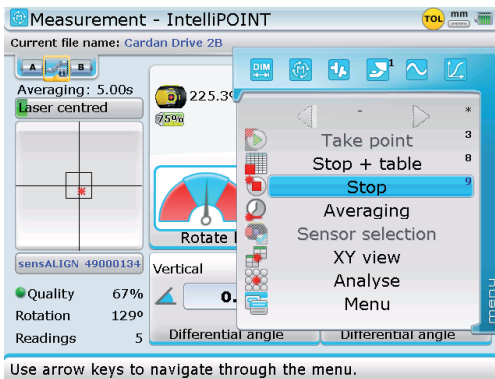 Measurement - IntelliPOINT
TOL mm
Current file name: Cardan Drive 2B
A B
Averaging: 5.00s
Laser centred
225.3º
75%
DIM
1
- *
Take point 3
Stop + table 8
Stop 9
Averaging
Sensor selection
XY view
Analyse
Menu
menu
Rotate
sensALIGN 49000134
Vertical
0.
Quality 67%
Rotation 129º
Readings 5
Differential angle
Differential angle
Use arrow keys to navigate through the menu.